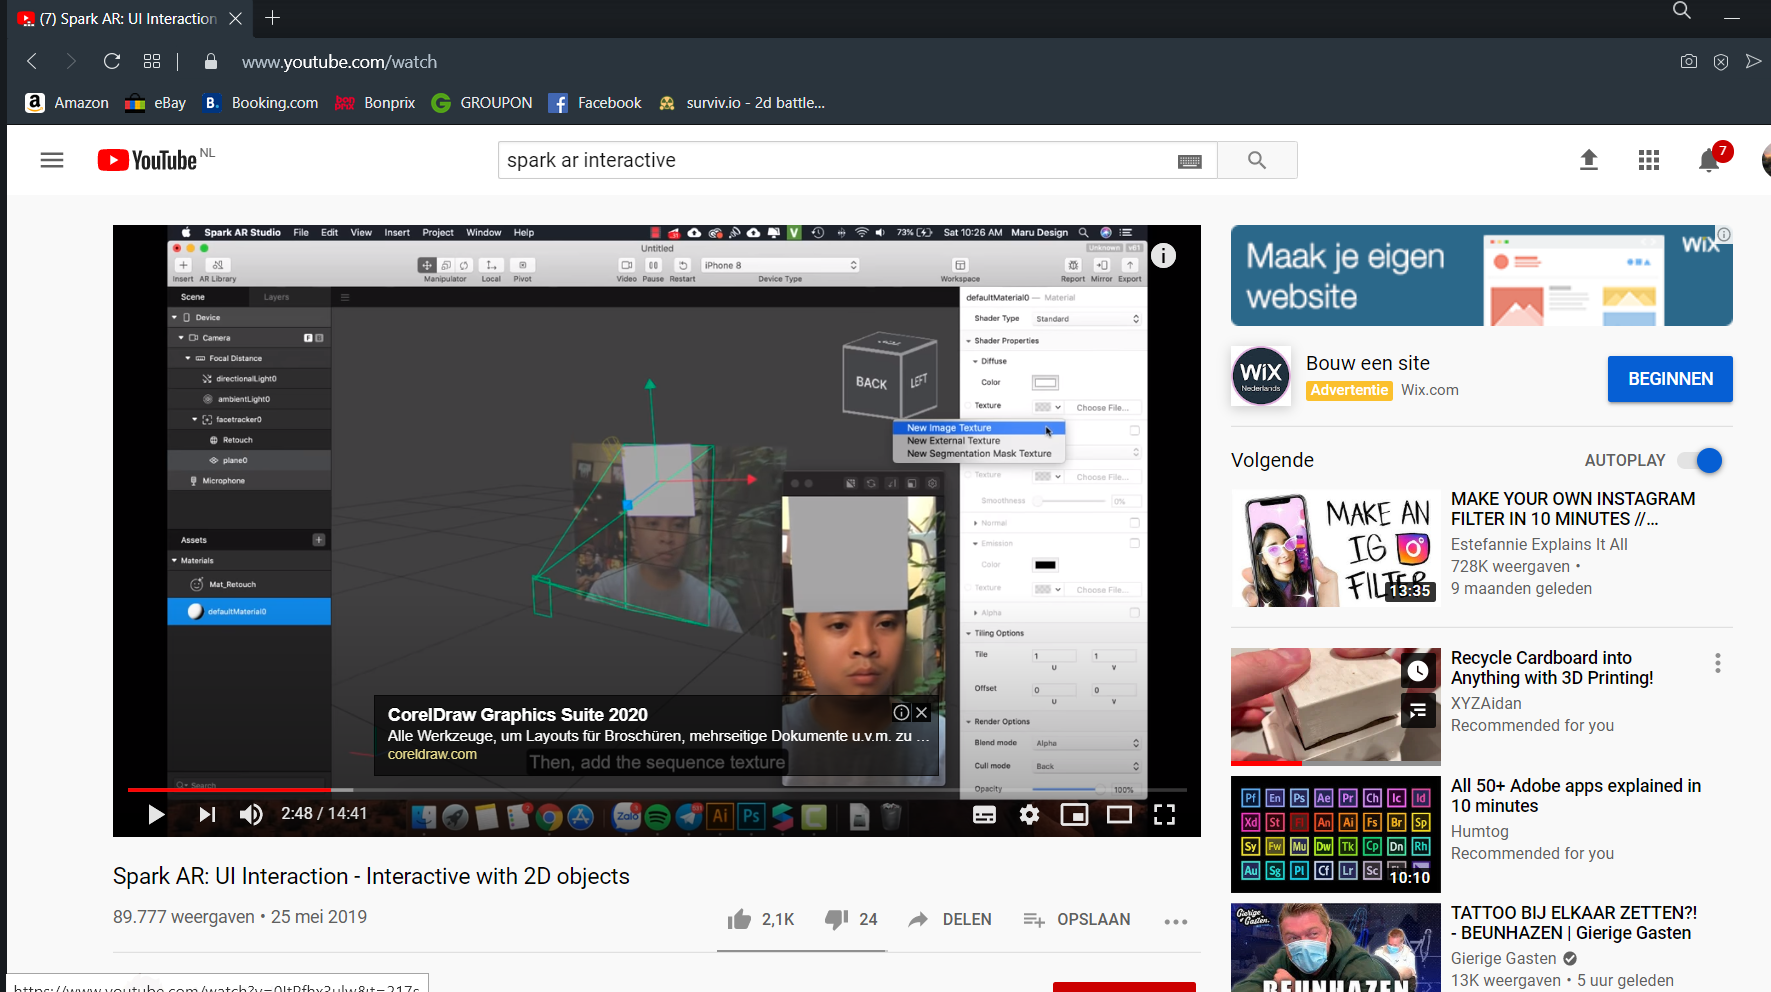 (7) Spark AR: UI Interaction
www.youtube.com/watch
Amazon
eBay
Booking.com
Bonprix
GROUPON
Facebook
surviv.io - 2d battle...
YouTube NL
spark ar interactive
7
Spark AR Studio File Edit View Insert Project Window Help
73% Sat 10:26 AM Maru Design
Untitled
Unknown v61
iPhone 8
Insert AR Library
Manipulator Local Pivot
Video Pause Restart Device Type
Workspace
Report Mirror Export
Scene Layers
Device
Camera
Focal Distance
directionalLight0
ambientLight0
facetracker0
Retouch
plane0
Microphone
Assets
Materials
Mat_Retouch
defaultMaterial0
Search
BACK
LEFT
defaultMaterial0 — Material
Shader Type Standard
Shader Properties
Diffuse
Color
Texture Choose File...
New Image Texture
New External Texture
New Segmentation Mask Texture
Texture Choose File...
Smoothness 0%
Normal
Emission
Color
Texture Choose File...
Alpha
Tiling Options
Tile 1 1
U V
Offset 0 0
U V
Render Options
Blend mode Alpha
Cull mode Back
Opacity 100%
CorelDraw Graphics Suite 2020
Alle Werkzeuge, um Layouts für Broschüren, mehrseitige Dokumente u.v.m. zu ...
coreldraw.com
Then, add the sequence texture
2:48 / 14:41
Zalo
Ai
Ps
Spark AR: UI Interaction - Interactive with 2D objects
89.777 weergaven • 25 mei 2019
2,1K
24
DELEN
OPSLAAN
Maak je eigen
website
WiX
WiX
Nederlands
Bouw een site
Advertentie Wix.com
BEGINNEN
Volgende
AUTOPLAY
MAKE AN
IG
FILTER
13:35
MAKE YOUR OWN INSTAGRAM
FILTER IN 10 MINUTES //...
Estefannie Explains It All
728K weergaven •
9 maanden geleden
Recycle Cardboard into
Anything with 3D Printing!
XYZAidan
Recommended for you
Pf En Ps Ae Pr Ch Ic Id
Xd St Fl An Ai Fs Br Sp
Sy Fw Mu Dw Tk Cp Dn Rh
Au Sg Pl Cf Lr Sc
10:10
All 50+ Adobe apps explained in
10 minutes
Humtog
Recommended for you
Gierige
Gasten.
BEUNHAZEN
TATTOO BIJ ELKAAR ZETTEN?!
- BEUNHAZEN | Gierige Gasten
Gierige Gasten
13K weergaven • 5 uur geleden